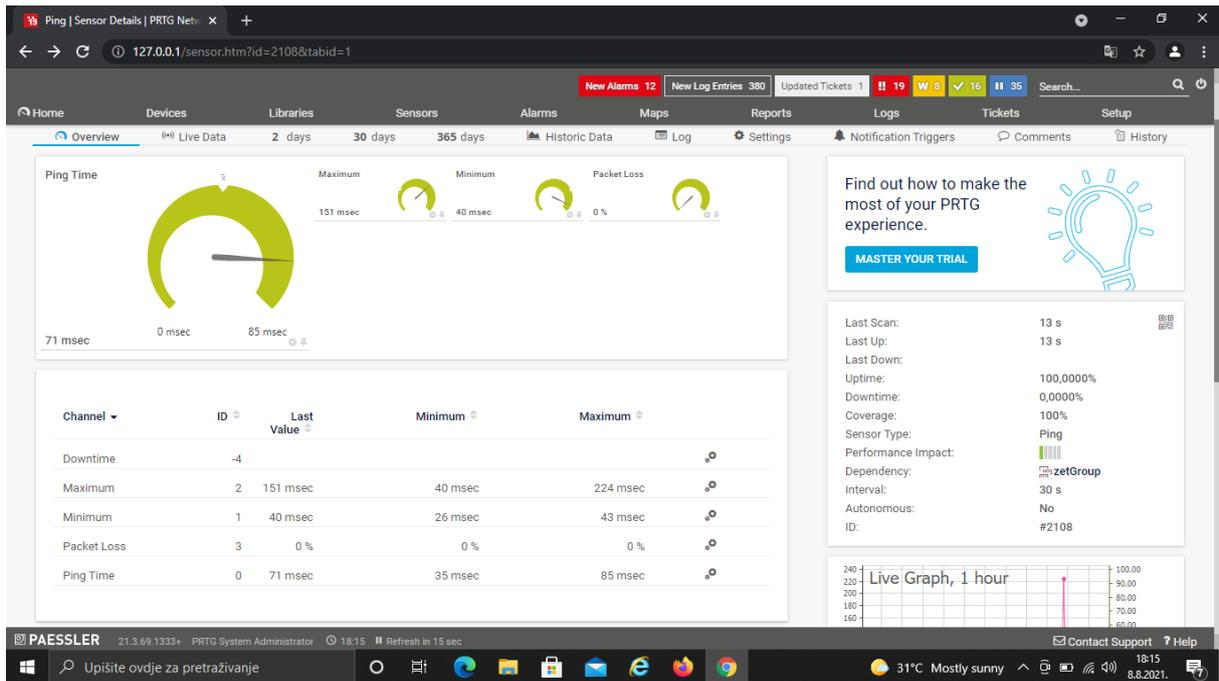 Ping | Sensor Details | PRTG Netw
127.0.0.1/sensor.htm?id=2108&tabid=1
New Alarms 12 New Log Entries 380 Updated Tickets 1 !! 19 W 8 16 35 Search...
Home Devices Libraries Sensors Alarms Maps Reports Logs Tickets Setup
Overview Live Data 2 days 30 days 365 days Historic Data Log Settings Notification Triggers Comments History
Ping Time
0 msec 85 msec
71 msec
Maximum
151 msec
Minimum
40 msec
Packet Loss
0 %
Find out how to make the
most of your PRTG
experience.
MASTER YOUR TRIAL
Channel ID Last Value Minimum Maximum
Downtime -4
Maximum 2 151 msec 40 msec 224 msec
Minimum 1 40 msec 26 msec 43 msec
Packet Loss 3 0 % 0 % 0 %
Ping Time 0 71 msec 35 msec 85 msec
Last Scan: 13 s
Last Up: 13 s
Last Down:
Uptime: 100,0000%
Downtime: 0,0000%
Coverage: 100%
Sensor Type: Ping
Performance Impact:
Dependency: zetGroup
Interval: 30 s
Autonomous: No
ID: #2108
Live Graph, 1 hour
240 100,00
220 90,00
200 80,00
180 70,00
160 60,00
PAESSLER 21.3.69.1333+ PRTG System Administrator 18:15 Refresh in 15 sec Contact Support ? Help
Upišite ovdje za pretraživanje 31°C Mostly sunny 18:15
8.8.2021. 7